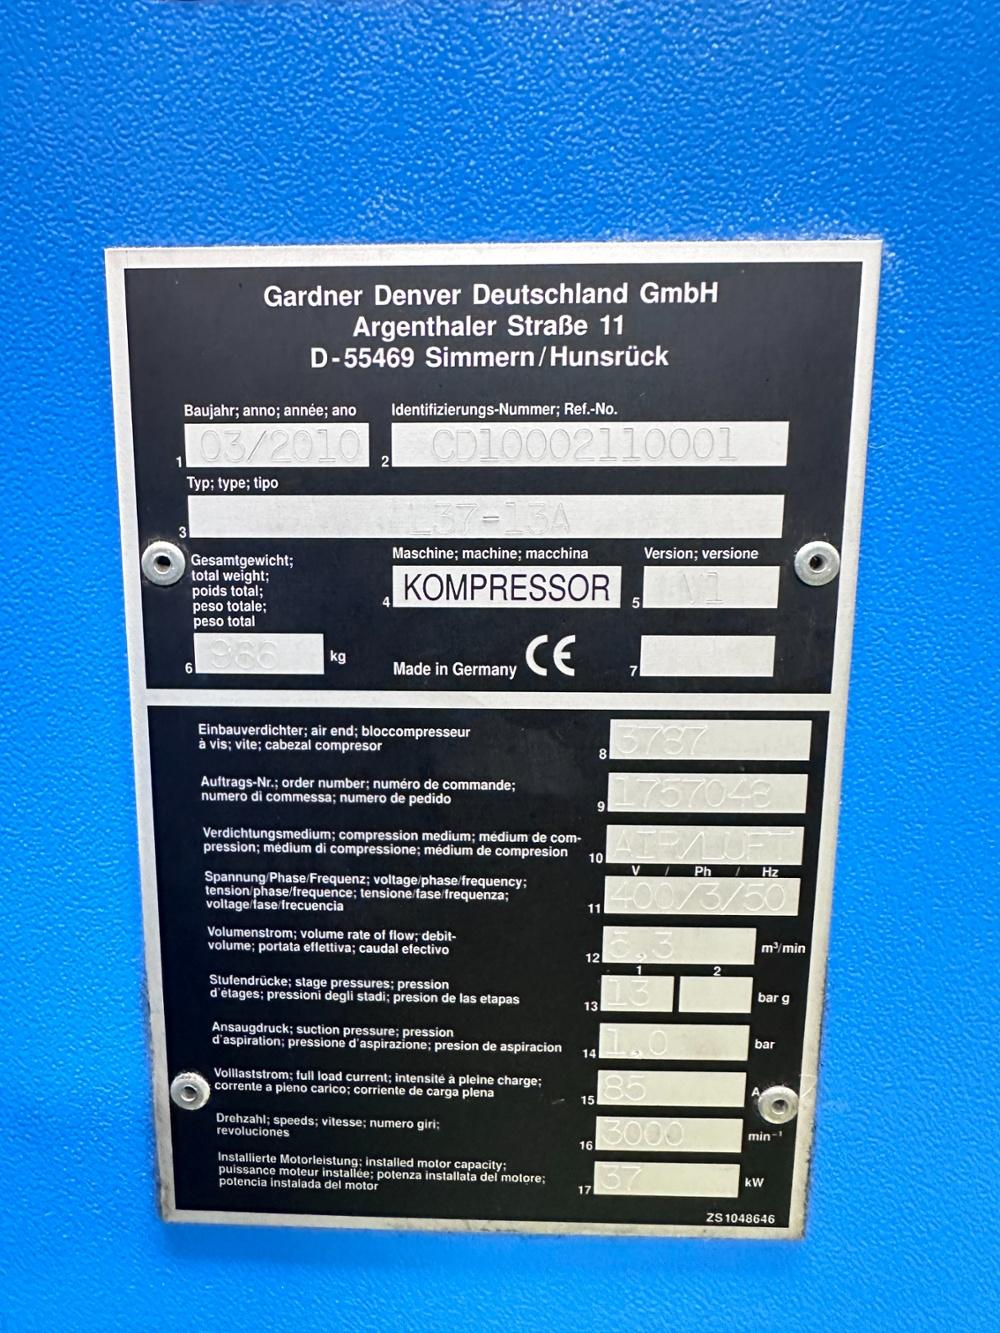 Gardner Denver Deutschland GmbH
Argenthaler Straße 11
D-55469 Simmern/Hunsrück
Baujahr; anno; année; ano
Identifizierungs-Nummer; Ref.-No.
1 03/2010
2 CD10002110001
Typ; type; tipo
3 L37-13A
Gesamtgewicht;
total weight;
poids total;
peso totale;
peso total
6 966 kg
Maschine; machine; macchina
4 KOMPRESSOR
Version; versione
5 V1
Made in Germany CE
7
Einbauverdichter; air end; bloccompresseur
à vis; vite; cabezal compresor
8 3787
Auftrags-Nr.; order number; numéro de commande;
numero di commessa; numero de pedido
9 1757048
Verdichtungsmedium; compression medium; médium de com-
pression; médium di compressione; médium de compresion
10 AIR/LUFT
Spannung/Phase/Frequenz; voltage/phase/frequency;
tension/phase/frequence; tensione/fase/frequenza;
voltage/fase/frecuencia
V / Ph / Hz
11 400/3/50
Volumenstrom; volume rate of flow; debit-
volume; portata effettiva; caudal efectivo
12 m³/min
Stufendrücke; stage pressures; pression
d'étages; pressioni degli stadi; presion de las etapas
1 2
13 13 bar g
Ansaugdruck; suction pressure; pression
d'aspiration; pressione d'aspirazione; presion de aspiracion
14 1,0 bar
Vollaststrom; full load current; intensité à pleine charge;
corrente a pieno carico; corriente de carga plena
15 85 A
Drehzahl; speeds; vitesse; numero giri;
revoluciones
16 3000 min⁻¹
Installierte Motorleistung; installed motor capacity;
puissance moteur installée; potenza installata del motore;
potencia instalada del motor
17 37 kW
ZS1048646